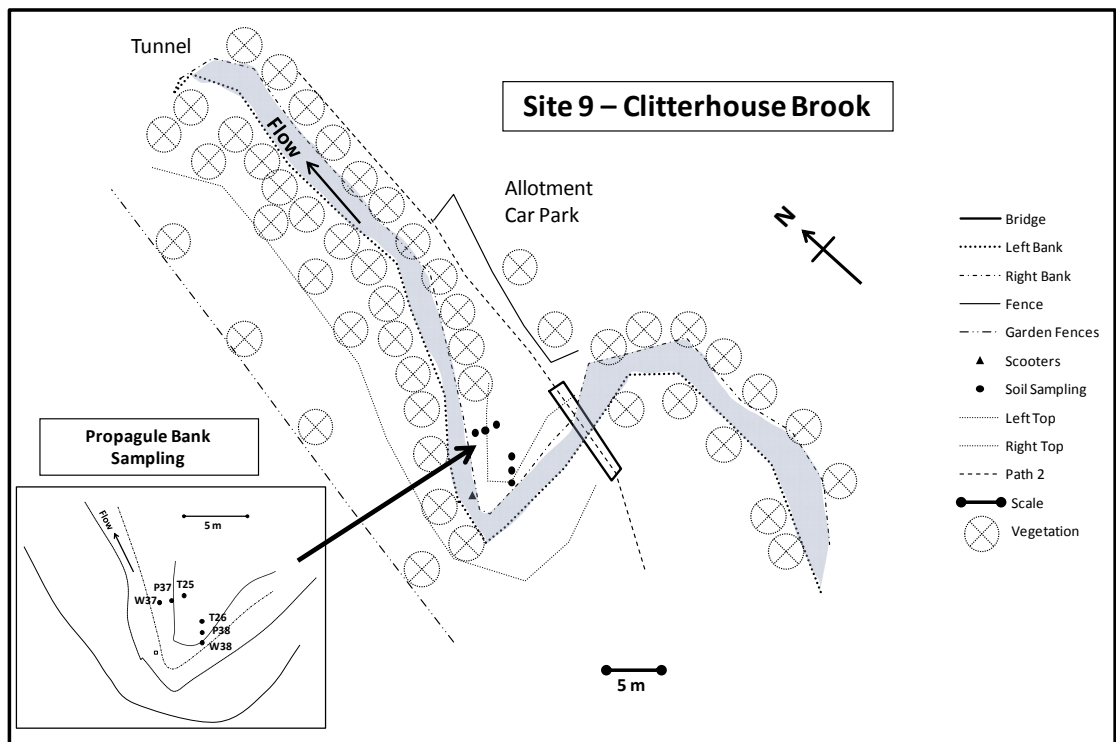 Tunnel
Site 9 – Clitterhouse Brook
Flow
Allotment
Car Park
N
Bridge
Left Bank
Right Bank
Fence
Garden Fences
Scooters
Soil Sampling
Left Top
Right Top
Path 2
Scale
Vegetation
Propagule Bank
Sampling
Flow
5 m
P37
T25
W37
T26
P38
W38
5 m